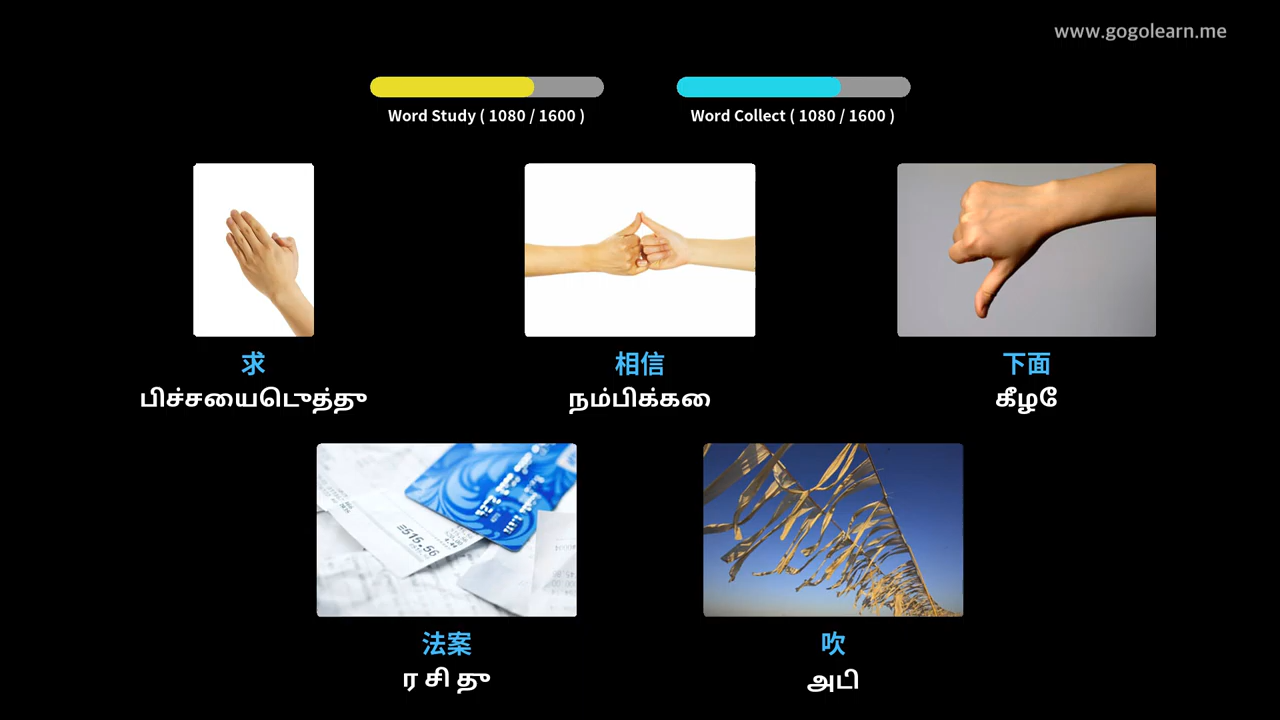 www.gogolearn.me
Word Study ( 1080 / 1600 )
Word Collect ( 1080 / 1600 )
求
பிச்சயைடெுத்து
相信
நம்பிக்கை
下面
கீழே
法案
ர சி து
吹
அடி